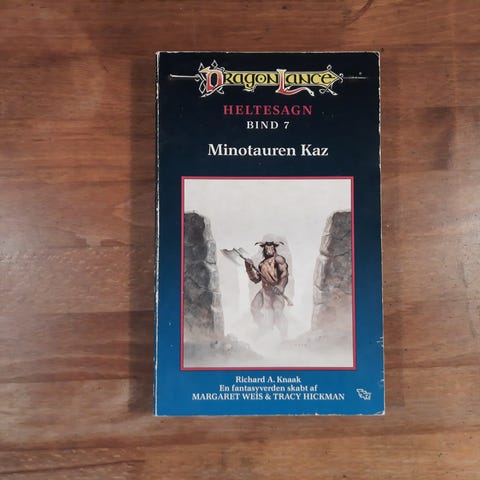 DRAGONLANCE
HELTESAGN
BIND 7
Minotauren Kaz
Richard A. Knaak
En fantasyverden skabt af
MARGARET WEIS & TRACY HICKMAN